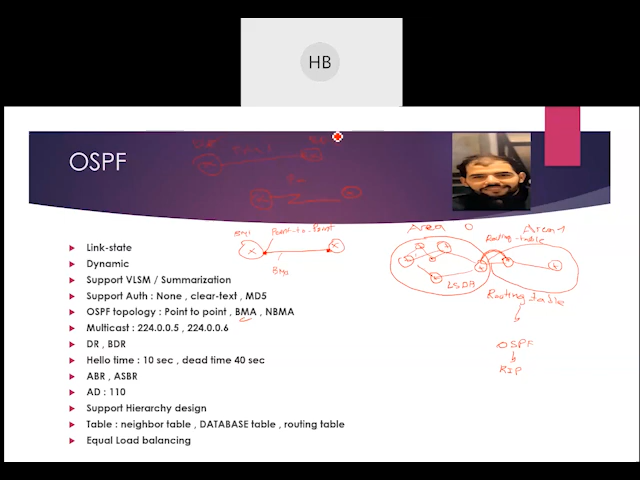 HB
OSPF
Link-state
Dynamic
Support VLSM / Summarization
Support Auth : None , clear-text , MD5
OSPF topology : Point to point , BMA , NBMA
Multicast : 224.0.0.5 , 224.0.0.6
DR , BDR
Hello time : 10 sec , dead time 40 sec
ABR , ASBR
AD : 110
Support Hierarchy design
Table : neighbor table , DATABASE table , routing table
Equal Load balancing
Point-to-Point
BMA
Area 0
Area 1
Routing-table
LSDB
Routing table
OSPF
RIP